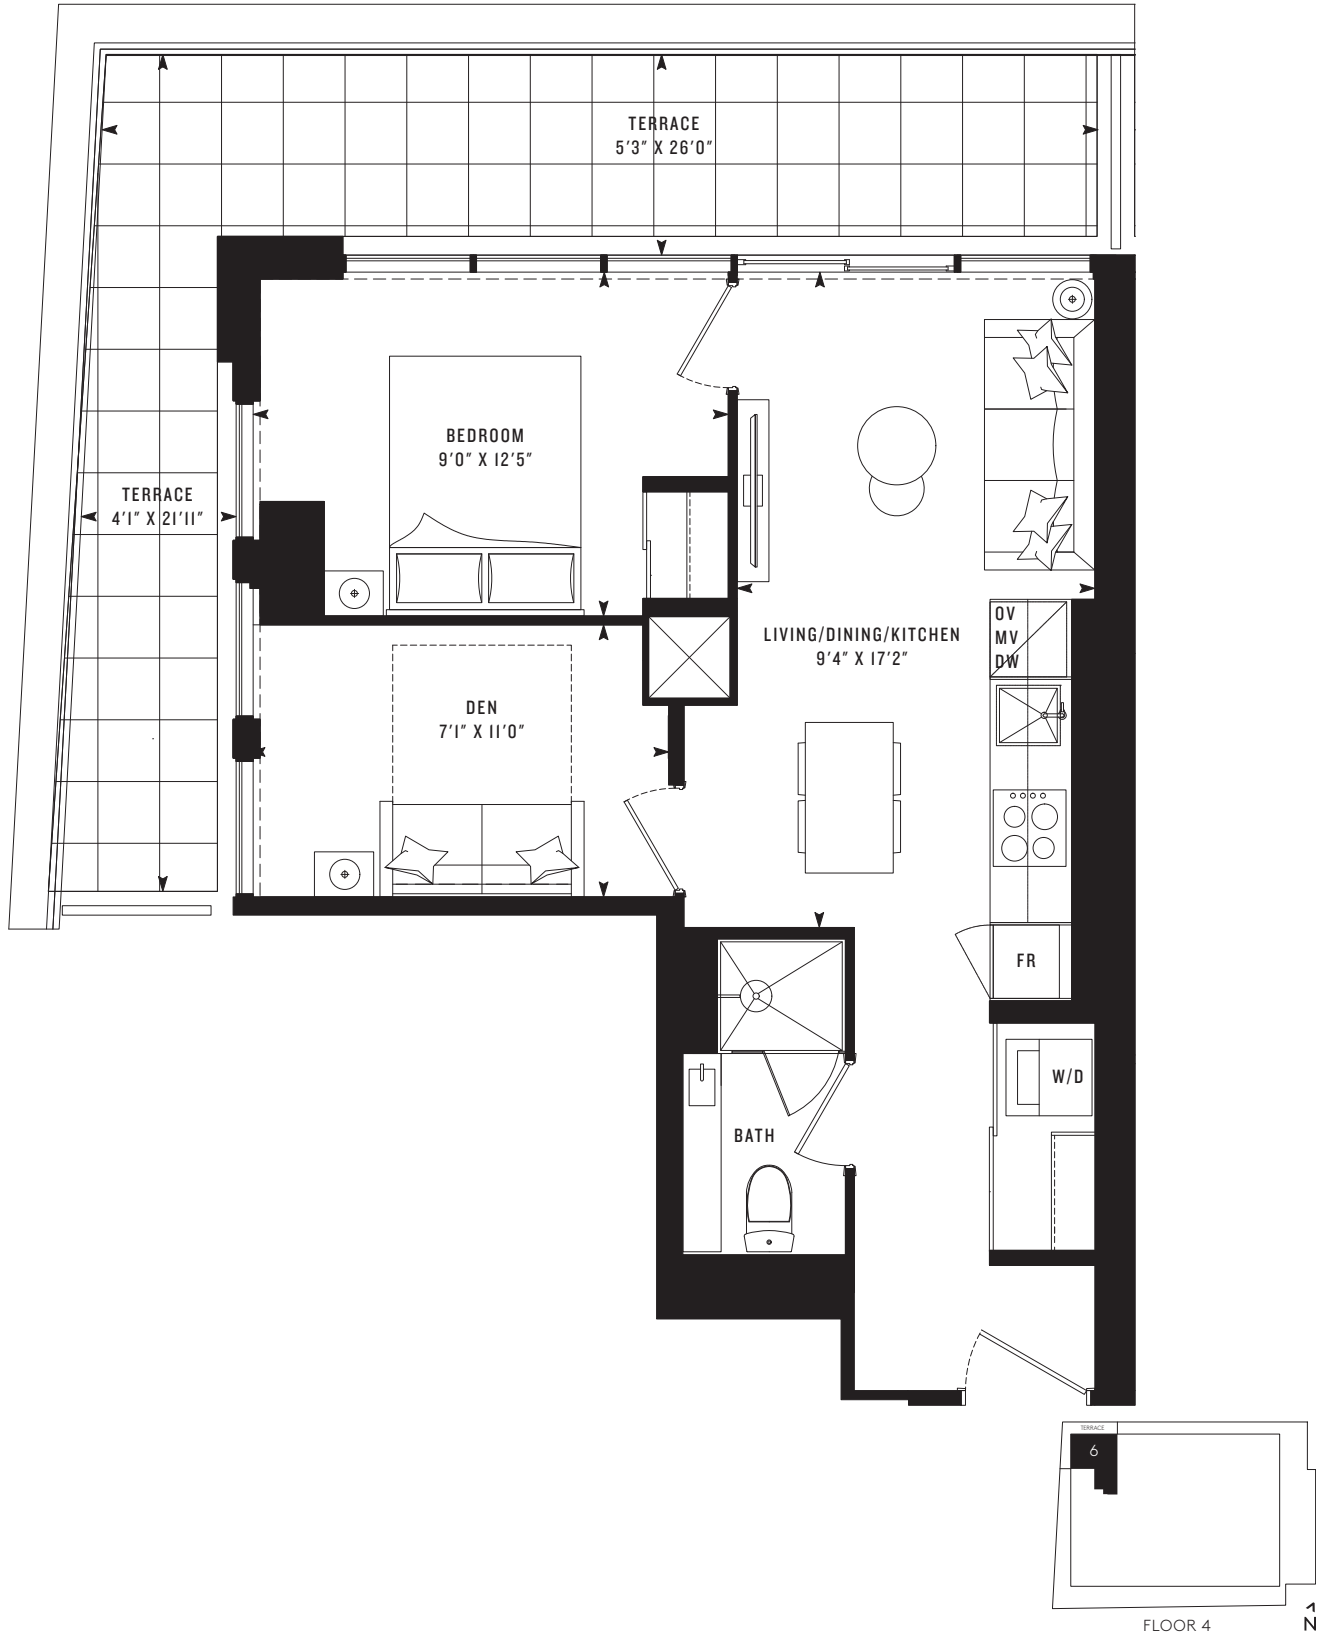 TERRACE
5'3" X 26'0"
BEDROOM
9'0" X 12'5"
TERRACE
4'1" X 21'11"
OV
MV
DW
LIVING/DINING/KITCHEN
9'4" X 17'2"
DEN
7'1" X 11'0"
FR
W/D
BATH
TERRACE
6
FLOOR 4
N